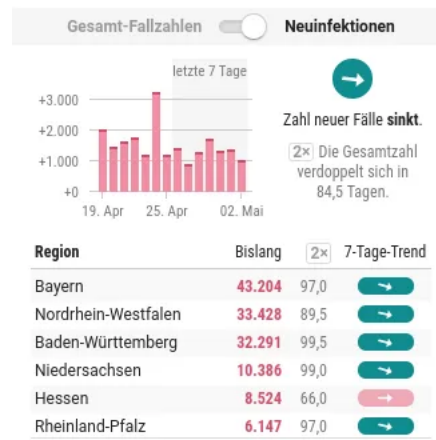 Gesamt-Fallzahlen Neuinfektionen
letzte 7 Tage
+3.000
+2.000
+1.000
+0
19. Apr 25. Apr 02. Mai
Zahl neuer Fälle sinkt.
2× Die Gesamtzahl
verdoppelt sich in
84,5 Tagen.
Region Bislang 2× 7-Tage-Trend
Bayern 43.204 97,0
Nordrhein-Westfalen 33.428 89,5
Baden-Württemberg 32.291 99,5
Niedersachsen 10.386 99,0
Hessen 8.524 66,0
Rheinland-Pfalz 6.147 97,0